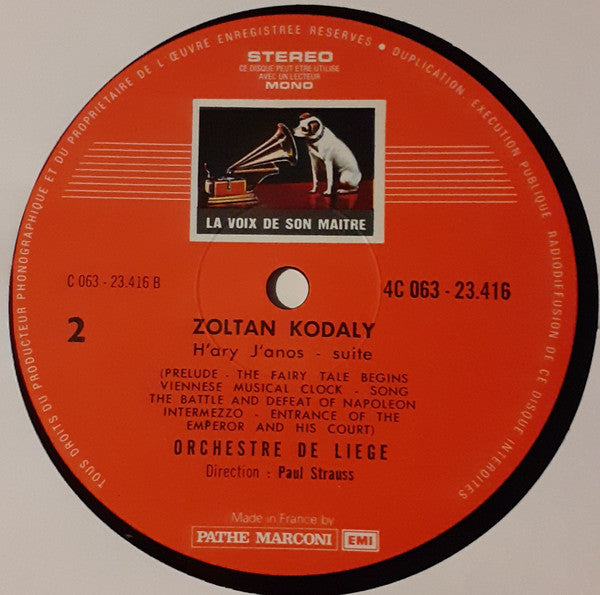 TOUS DROITS DU PRODUCTEUR PHONOGRAPHIQUE ET DU PROPRIETAIRE DE L'ŒUVRE ENREGISTREE RESERVES • DUPLICATION EXECUTION PUBLIQUE RADIODIFFUSION DE CE DISQUE INTERDITES
STEREO
CE DISQUE PEUT ETRE UTILISE
AVEC UN LECTEUR
MONO
LA VOIX DE SON MAITRE
C 063 - 23.416 B
4C 063 - 23.416
2
ZOLTAN KODALY
H'ary J'anos - suite
(PRELUDE - THE FAIRY TALE BEGINS
VIENNESE MUSICAL CLOCK - SONG
THE BATTLE AND DEFEAT OF NAPOLEON
INTERMEZZO - ENTRANCE OF THE
EMPEROR AND HIS COURT)
ORCHESTRE DE LIEGE
Direction : Paul Strauss
Made in France by
PATHE MARCONI EMI